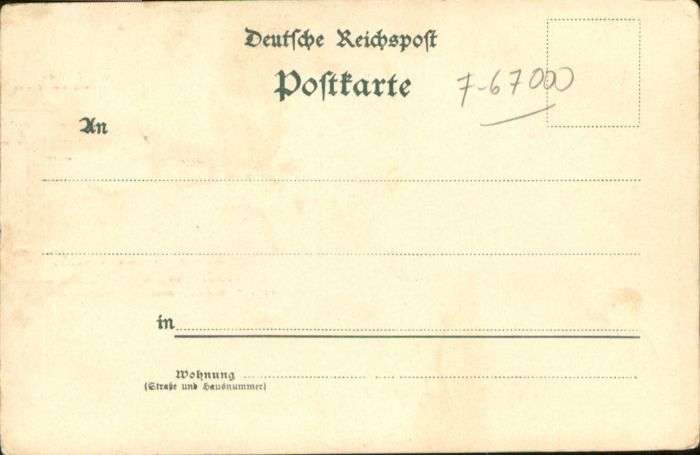 Deutſche Reichspoſt
Poſtkarte
7-67000
An
in
Wohnung
(Straße und Hausnummer)